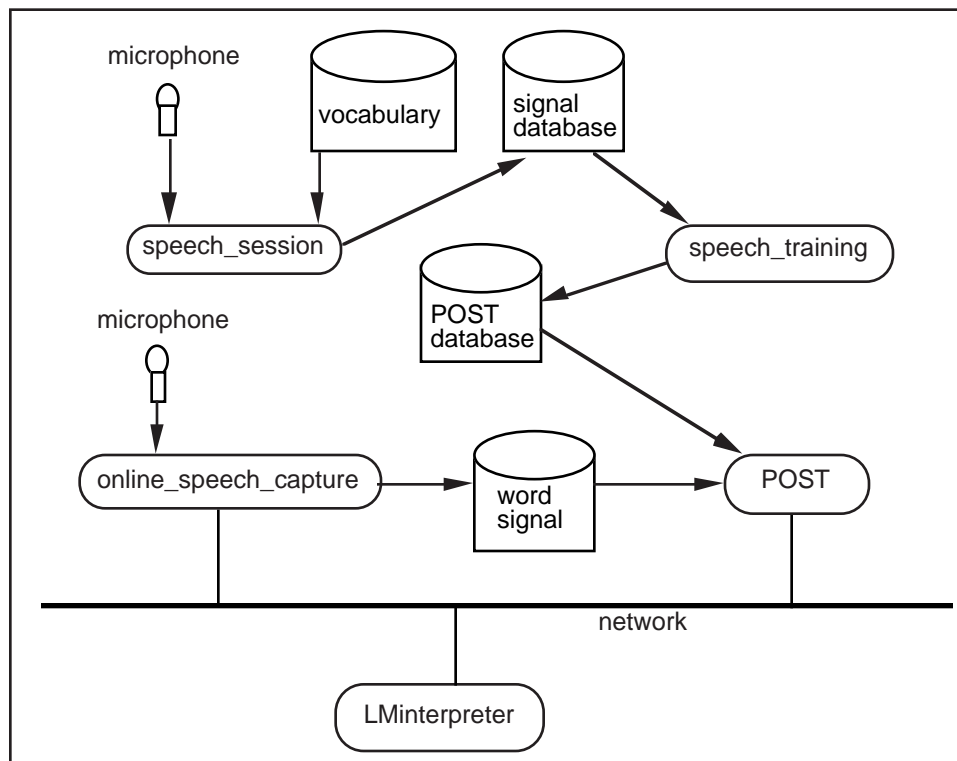 microphone
vocabulary
signal
database
speech_session
speech_training
POST
database
microphone
online_speech_capture
word
signal
POST
network
LMinterpreter